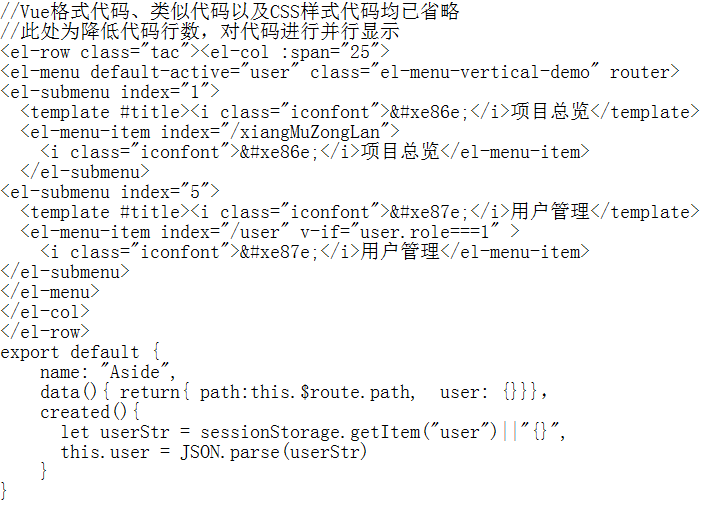 //Vue格式代码、类似代码以及CSS样式代码均已省略
//此处为降低代码行数，对代码进行并行显示
<el-row class="tac"><el-col :span="25">
<el-menu default-active="user" class="el-menu-vertical-demo" router>
<el-submenu index="1">
  <template #title><i class="iconfont">&#xe86e;</i>项目总览</template>
  <el-menu-item index="/xiangMuZongLan">
    <i class="iconfont">&#xe86e;</i>项目总览</el-menu-item>
  </el-submenu>
<el-submenu index="5">
  <template #title><i class="iconfont">&#xe87e;</i>用户管理</template>
  <el-menu-item index="/user" v-if="user.role===1" >
    <i class="iconfont">&#xe87e;</i>用户管理</el-menu-item>
</el-submenu>
</el-menu>
</el-col>
</el-row>
export default {
    name: "Aside",
    data(){ return{ path:this.$route.path,  user: {}}},
    created(){
      let userStr = sessionStorage.getItem("user")||"{}",
      this.user = JSON.parse(userStr)
    }
}